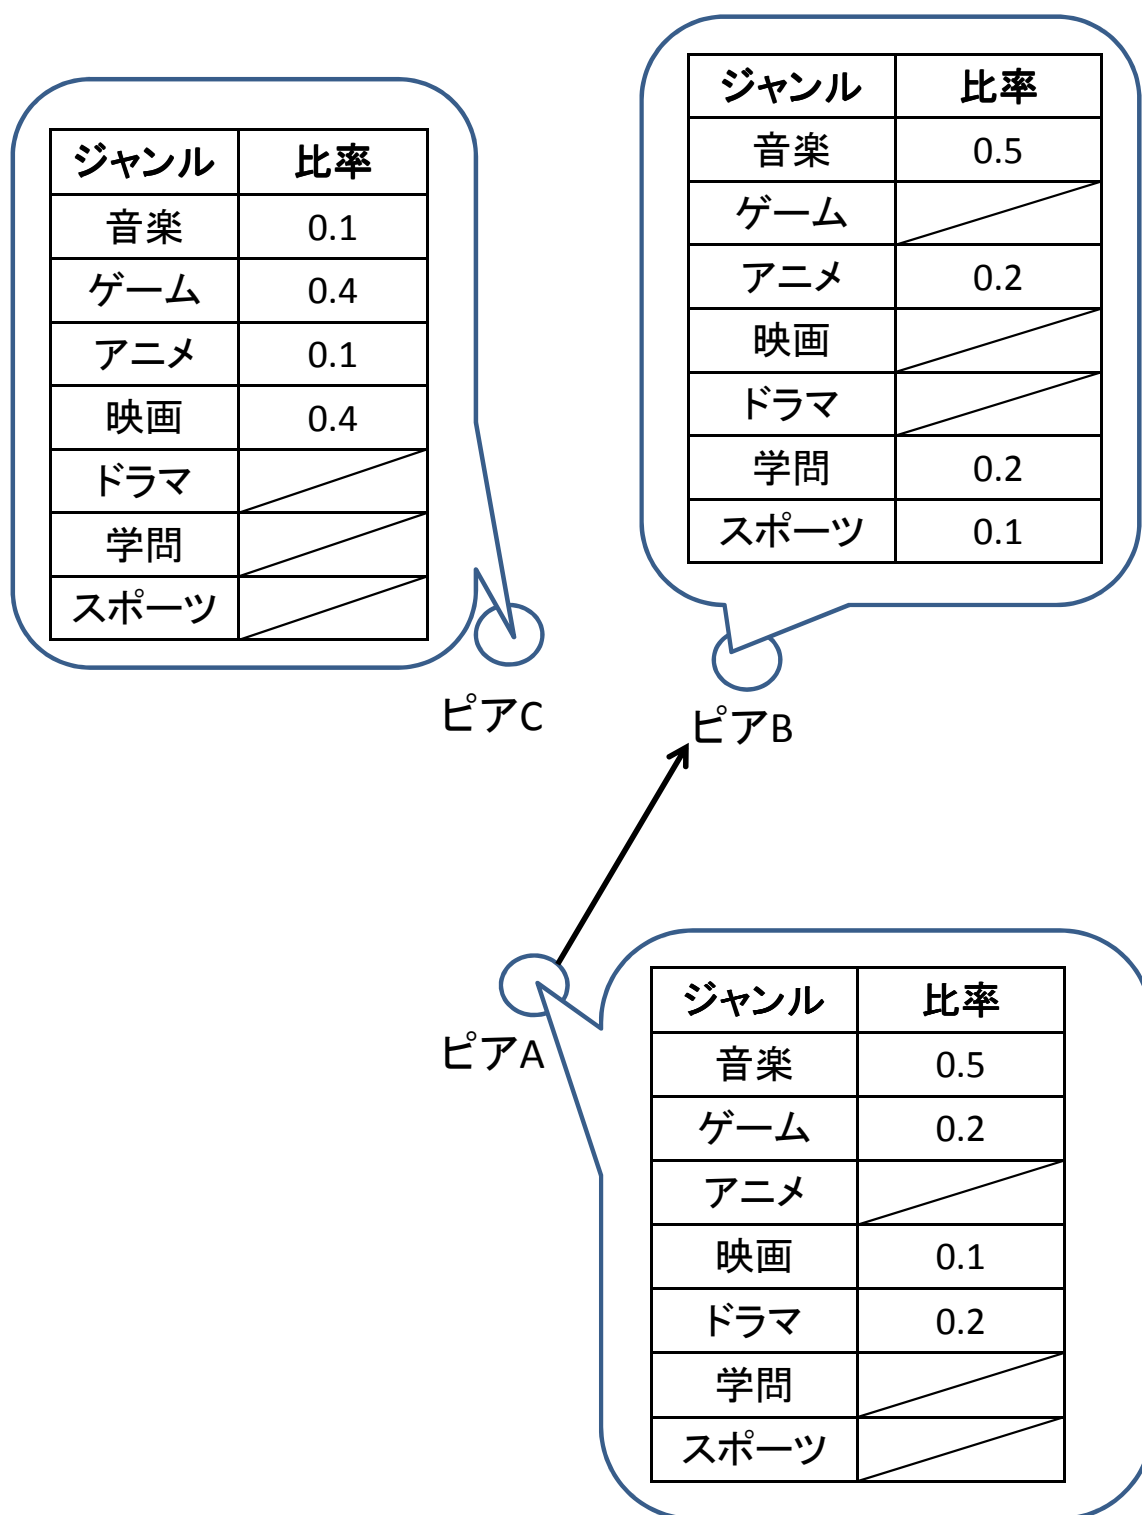 ジャンル 比率
音楽 0.1
ゲーム 0.4
アニメ 0.1
映画 0.4
ドラマ
学問
スポーツ
ピアC
ジャンル 比率
音楽 0.5
ゲーム
アニメ 0.2
映画
ドラマ
学問 0.2
スポーツ 0.1
ピアB
ピアA
ジャンル 比率
音楽 0.5
ゲーム 0.2
アニメ
映画 0.1
ドラマ 0.2
学問
スポーツ